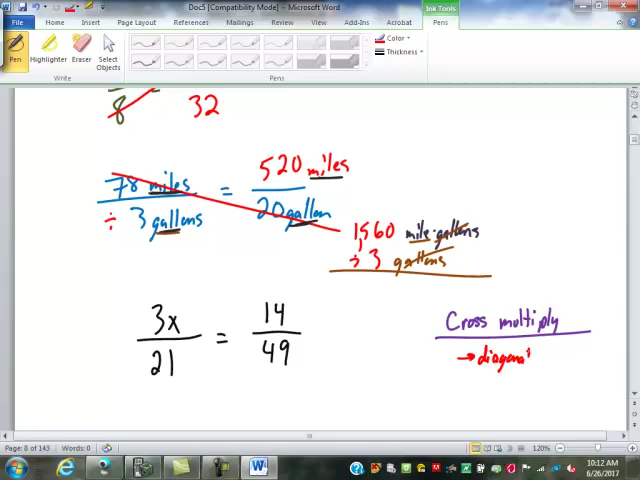 Doc5 [Compatibility Mode] - Microsoft Word
Ink Tools
File Home Insert Page Layout References Mailings Review View Add-Ins Acrobat Pens
Pen Highlighter Eraser Select Objects
Color
Thickness
Write Pens
8 32
78 miles = 520 miles
÷ 3 gallons 20 gallon
1560 mile·gallons
÷ 3 gallons
3x = 14
21 49
Cross multiply
→ diagona
Page: 8 of 143 Words: 0 120%
10:12 AM
6/26/2017